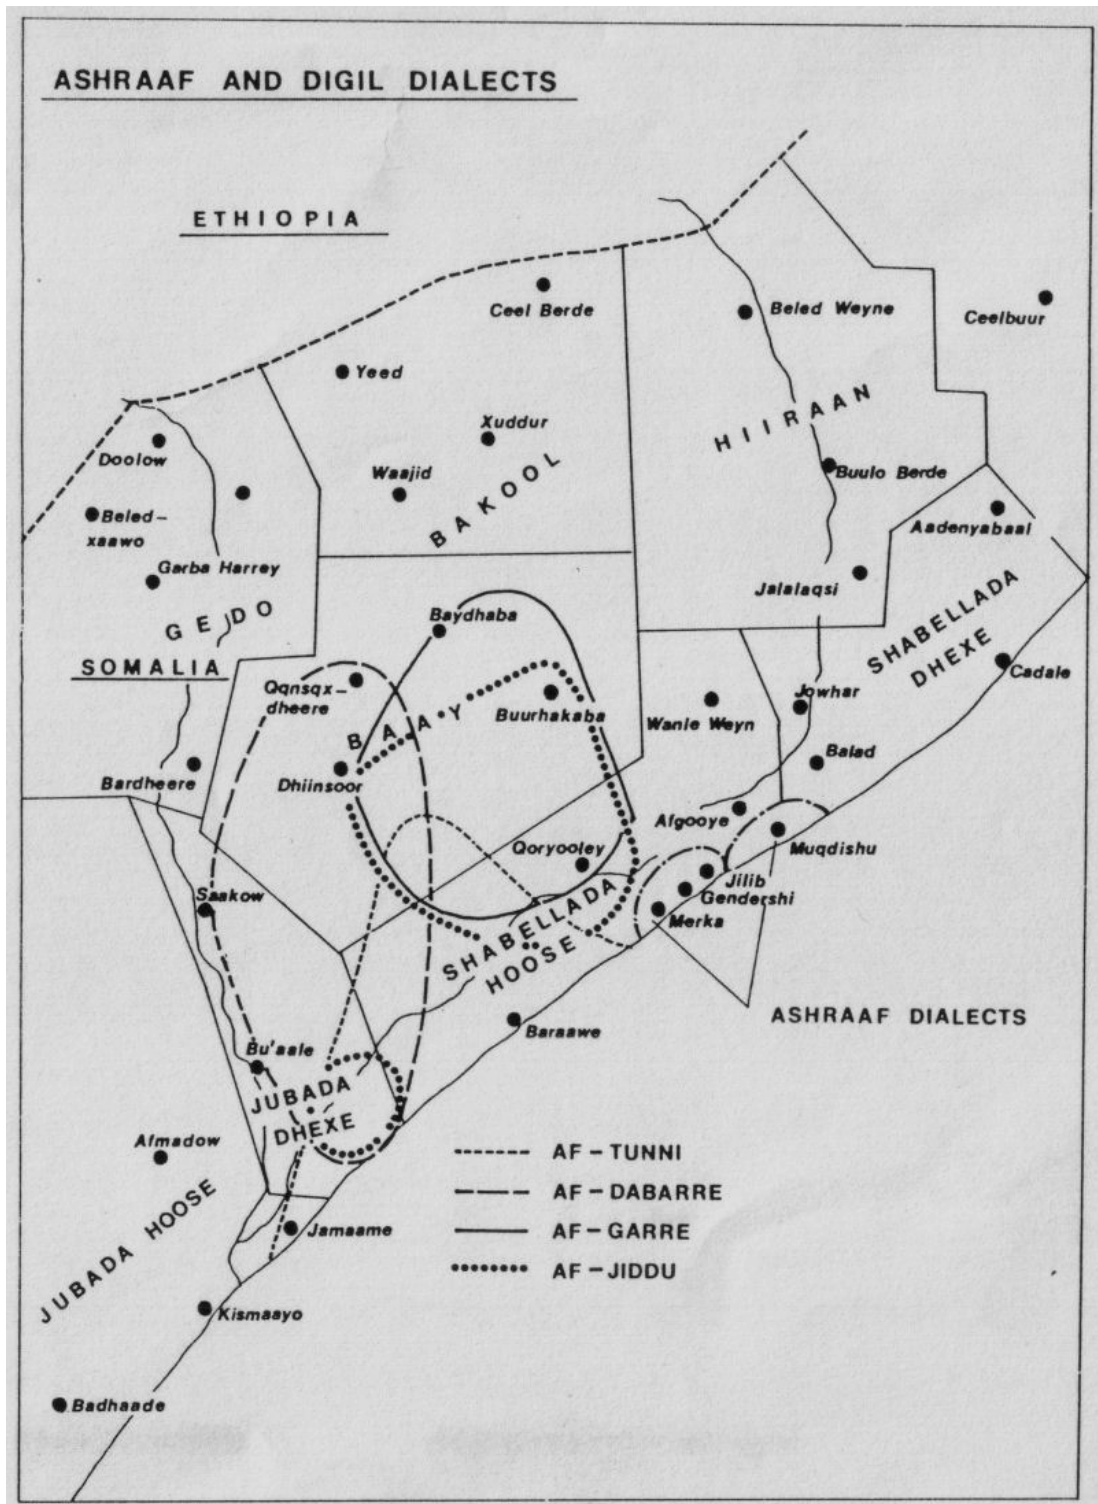 ASHRAAF AND DIGIL DIALECTS
ETHIOPIA
Ceel Berde
Beled Weyne
Ceelbuur
Yeed
HIIRAAN
Xuddur
Doolow
Waajid
BAKOOL
Buulo Berde
Beled-
xaawo
Aadenyabaal
Garba Harrey
Jalalaqsi
GEDO
Baydhaba
SHABELLADA
DHEXE
SOMALIA
Cadale
Qqnsqx-
dheere
Jowhar
BAAY
Buurhakaba
Wanle Weyn
Balad
Bardheere
Dhiinsoor
Afgooye
Qoryooley
Muqdishu
Jilib
Gendershi
Saakow
Merka
SHABELLADA
HOOSE
ASHRAAF DIALECTS
Baraawe
Bu'aale
JUBADA
DHEXE
Afmadow
AF-TUNNI
AF-DABARRE
JUBADA HOOSE
Jamaame
AF-GARRE
AF-JIDDU
Kismaayo
Badhaade